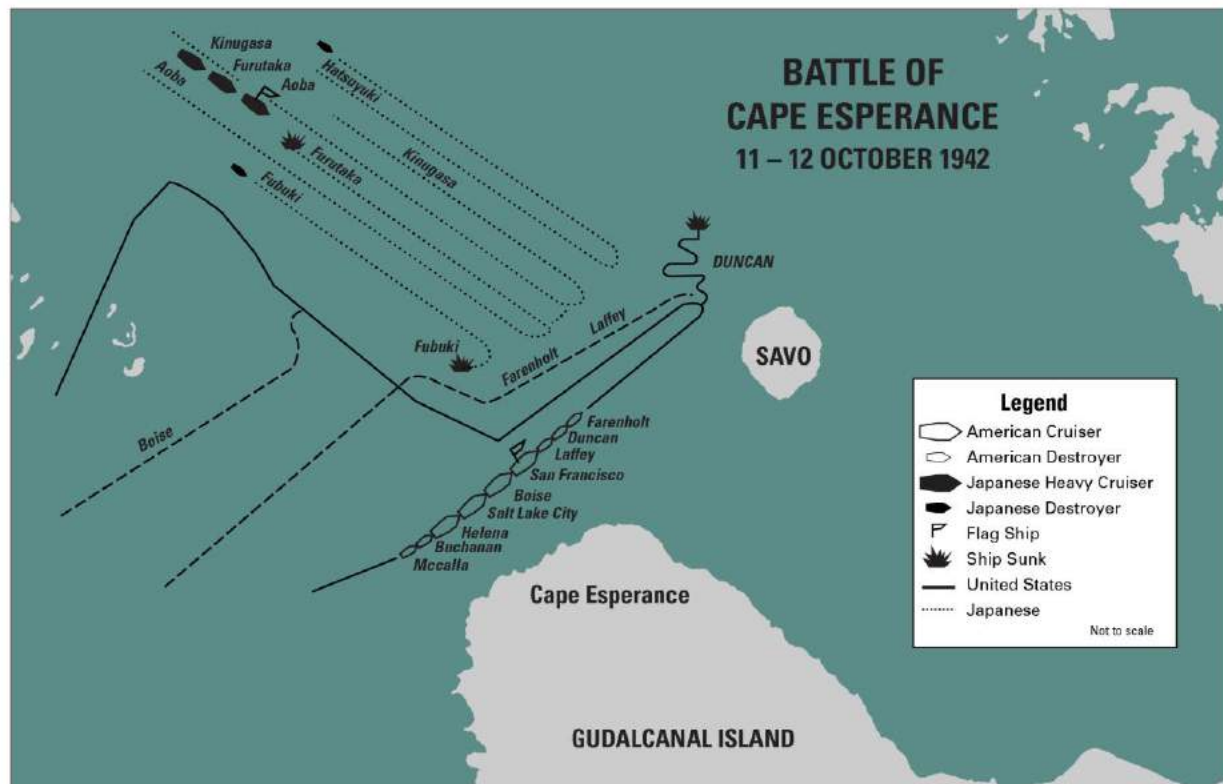 BATTLE OF
CAPE ESPERANCE
11 – 12 OCTOBER 1942
Kinugasa
Furutaka
Aoba
Aoba
Hatsuyuki
Kinugasa
Furutaka
Fubuki
DUNCAN
Laffey
Farenholt
Fubuki
SAVO
Boise
Farenholt
Duncan
Laffey
San Francisco
Boise
Salt Lake City
Helena
Buchanan
Mccalla
Legend
American Cruiser
American Destroyer
Japanese Heavy Cruiser
Japanese Destroyer
Flag Ship
Ship Sunk
United States
Japanese
Not to scale
Cape Esperance
GUDALCANAL ISLAND